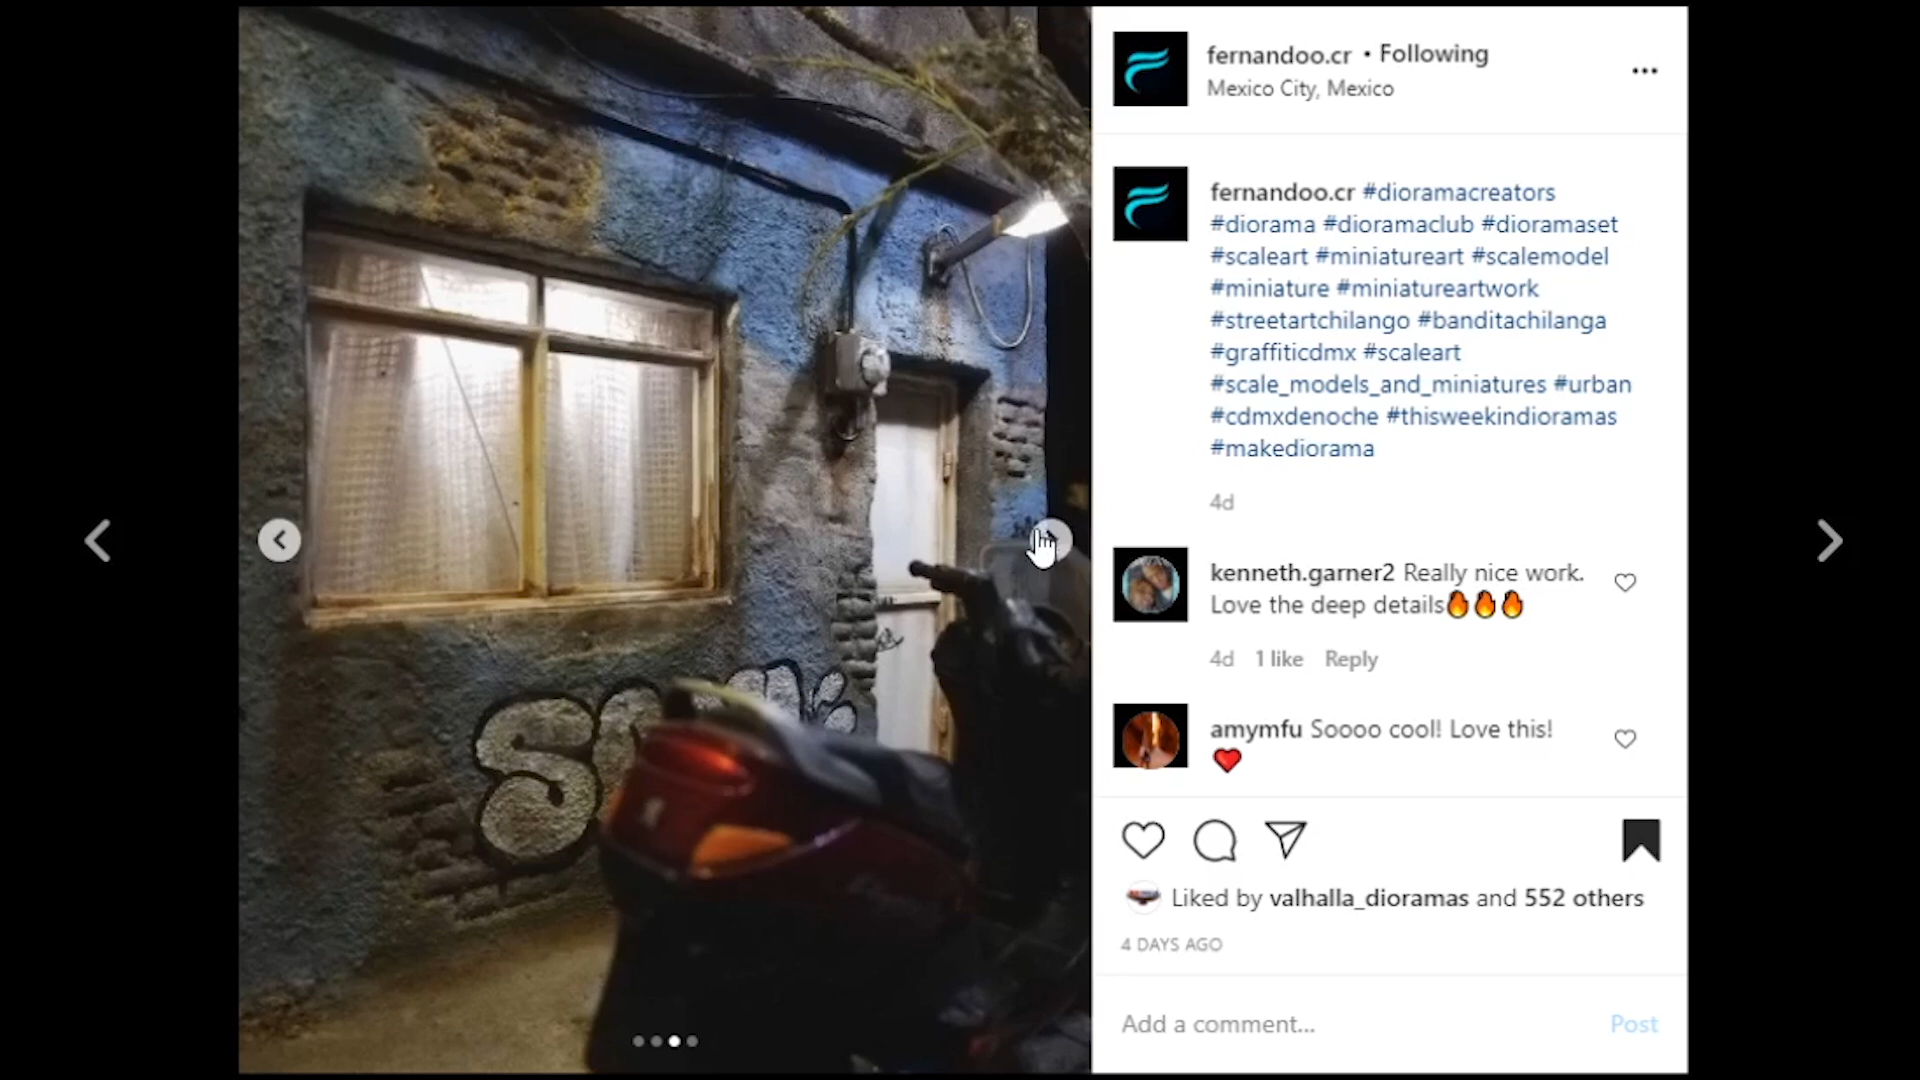 fernandoo.cr • Following
Mexico City, Mexico
fernandoo.cr #dioramacreators
#diorama #dioramaclub #dioramaset
#scaleart #miniatureart #scalemodel
#miniature #miniatureartwork
#streetartchilango #banditachilanga
#graffiticdmx #scaleart
#scale_models_and_miniatures #urban
#cdmxdenoche #thisweekindioramas
#makediorama
4d
kenneth.garner2 Really nice work.
Love the deep details🔥🔥🔥
4d 1 like Reply
amymfu Soooo cool! Love this!
❤️
Liked by valhalla_dioramas and 552 others
4 DAYS AGO
Add a comment... Post